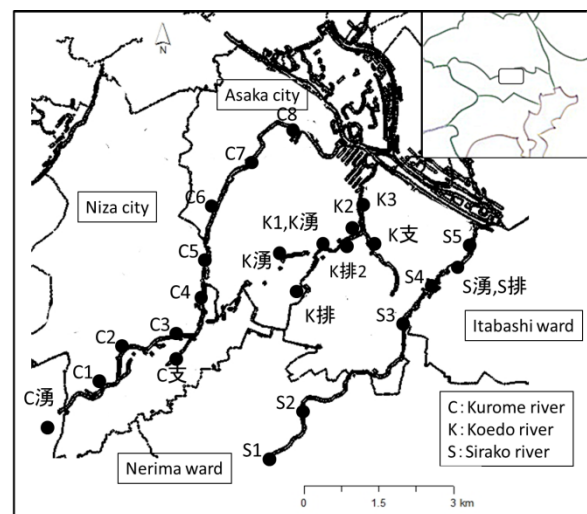 N
Asaka city
C8
C7
Niza city
C6
K1,K湧
K2
K3
C5
K湧
K支
S5
K排2
C4
S4
S湧,S排
K排
C3
S3
C2
Itabashi ward
C支
C1
C湧
S2
C:Kurome river
K:Koedo river
S:Sirako river
S1
Nerima ward
0 1.5 3 km